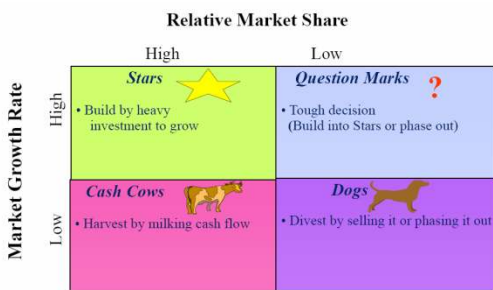 Relative Market Share
High
Low
Market Growth Rate
High
Stars
• Build by heavy
investment to grow
Question Marks
?
• Tough decision
(Build into Stars or phase out)
Low
Cash Cows
• Harvest by milking cash flow
Dogs
• Divest by selling it or phasing it out